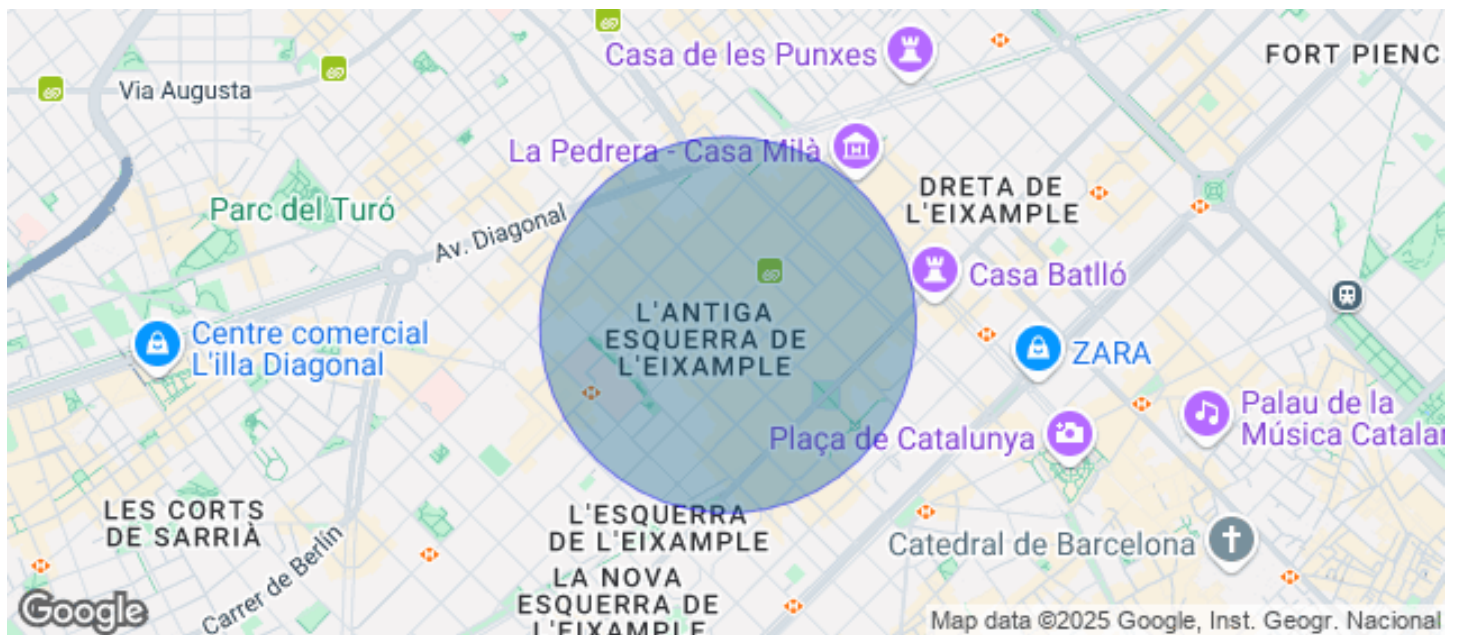 Casa de les Punxes
FORT PIENC
Via Augusta
La Pedrera - Casa Milà
DRETA DE
L'EIXAMPLE
Parc del Turó
Av. Diagonal
Casa Batlló
L'ANTIGA
ESQUERRA DE
L'EIXAMPLE
Centre comercial
L'illa Diagonal
ZARA
Palau de la
Música Catalar
Plaça de Catalunya
LES CORTS
DE SARRIÀ
L'ESQUERRA
DE L'EIXAMPLE
Catedral de Barcelona
Carrer de Berlín
LA NOVA
ESQUERRA DE
L'EIXAMPLE
Google
Map data ©2025 Google, Inst. Geogr. Nacional